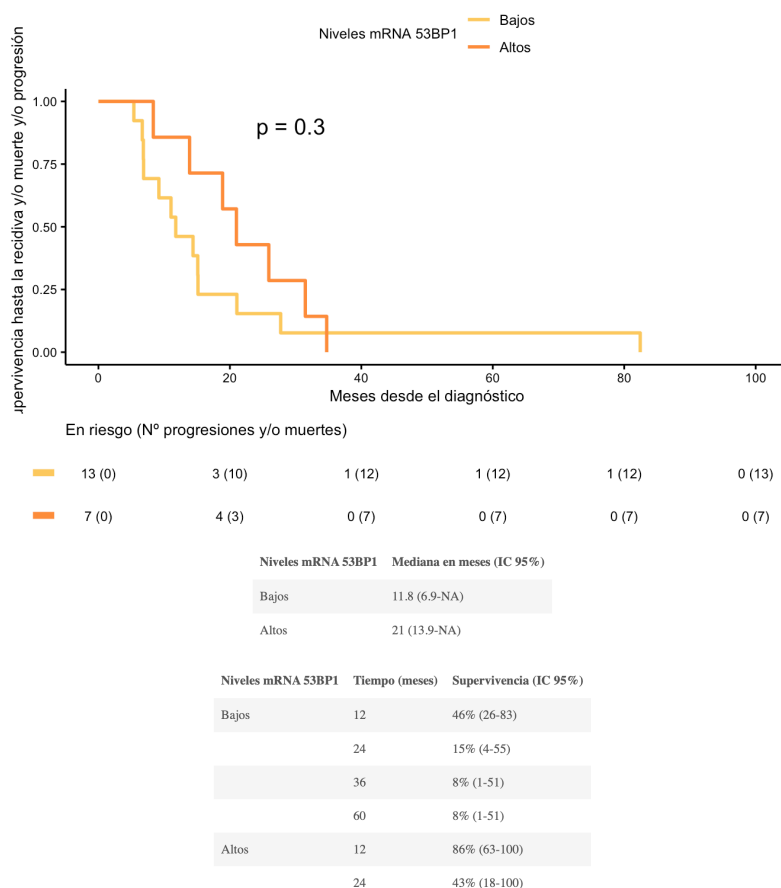 Niveles mRNA 53BP1
Bajos
Altos
p = 0.3
hasta la recidiva y/o muerte y/o progresión
1.00
0.75
0.50
0.25
0.00
0 20 40 60 80 100
Meses desde el diagnóstico
En riesgo (Nº progresiones y/o muertes)
13 (0) 3 (10) 1 (12) 1 (12) 1 (12) 0 (13)
7 (0) 4 (3) 0 (7) 0 (7) 0 (7) 0 (7)
Niveles mRNA 53BP1 Mediana en meses (IC 95%)
Bajos 11.8 (6.9-NA)
Altos 21 (13.9-NA)
Niveles mRNA 53BP1 Tiempo (meses) Supervivencia (IC 95%)
Bajos 12 46% (26-83)
24 15% (4-55)
36 8% (1-51)
60 8% (1-51)
Altos 12 86% (63-100)
24 43% (18-100)